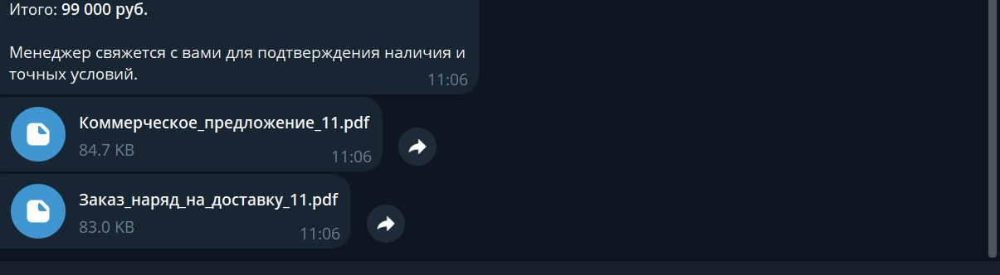 Итого: 99 000 руб.
Менеджер свяжется с вами для подтверждения наличия и
точных условий.
11:06
Коммерческое_предложение_11.pdf
84.7 KB
11:06
Заказ_наряд_на_доставку_11.pdf
83.0 KB
11:06